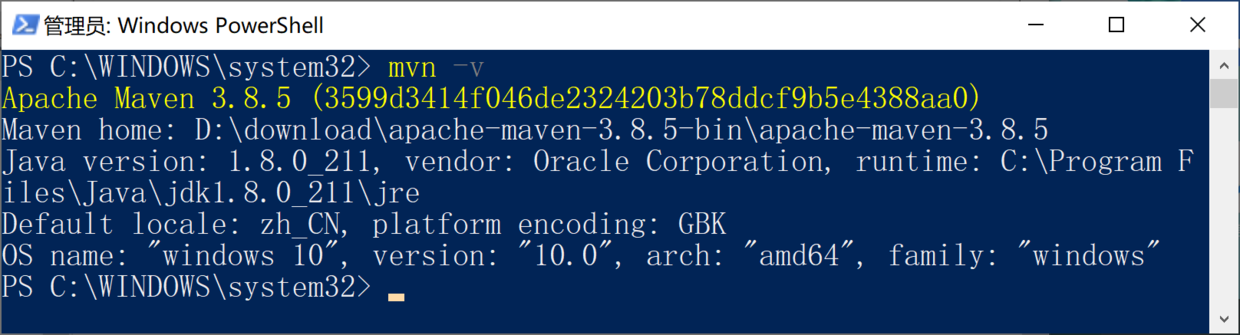 管理员: Windows PowerShell
PS C:\WINDOWS\system32> mvn -v
Apache Maven 3.8.5 (3599d3414f046de2324203b78ddcf9b5e4388aa0)
Maven home: D:\download\apache-maven-3.8.5-bin\apache-maven-3.8.5
Java version: 1.8.0_211, vendor: Oracle Corporation, runtime: C:\Program F
iles\Java\jdk1.8.0_211\jre
Default locale: zh_CN, platform encoding: GBK
OS name: "windows 10", version: "10.0", arch: "amd64", family: "windows"
PS C:\WINDOWS\system32>